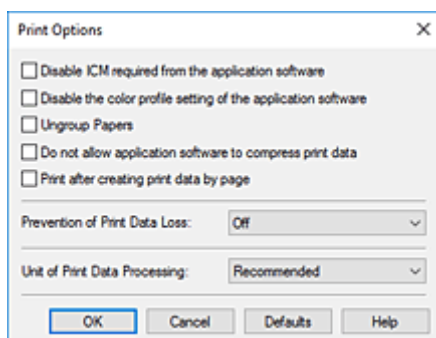 Print Options
Disable ICM required from the application software
Disable the color profile setting of the application software
Ungroup Papers
Do not allow application software to compress print data
Print after creating print data by page
Prevention of Print Data Loss: Off
Unit of Print Data Processing: Recommended
OK Cancel Defaults Help